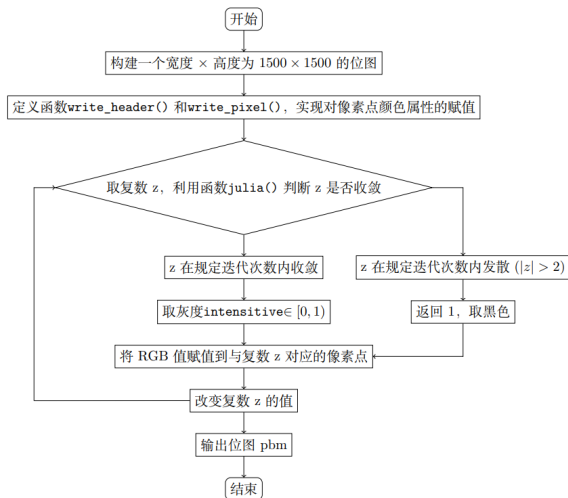 开始
构建一个宽度 × 高度为 1500 × 1500 的位图
定义函数write_header() 和write_pixel()，实现对像素点颜色属性的赋值
取复数 z，利用函数julia() 判断 z 是否收敛
z 在规定迭代次数内收敛
z 在规定迭代次数内发散 (|z| > 2)
取灰度intensitive∈ [0, 1)
返回 1，取黑色
将 RGB 值赋值到与复数 z 对应的像素点
改变复数 z 的值
输出位图 pbm
结束